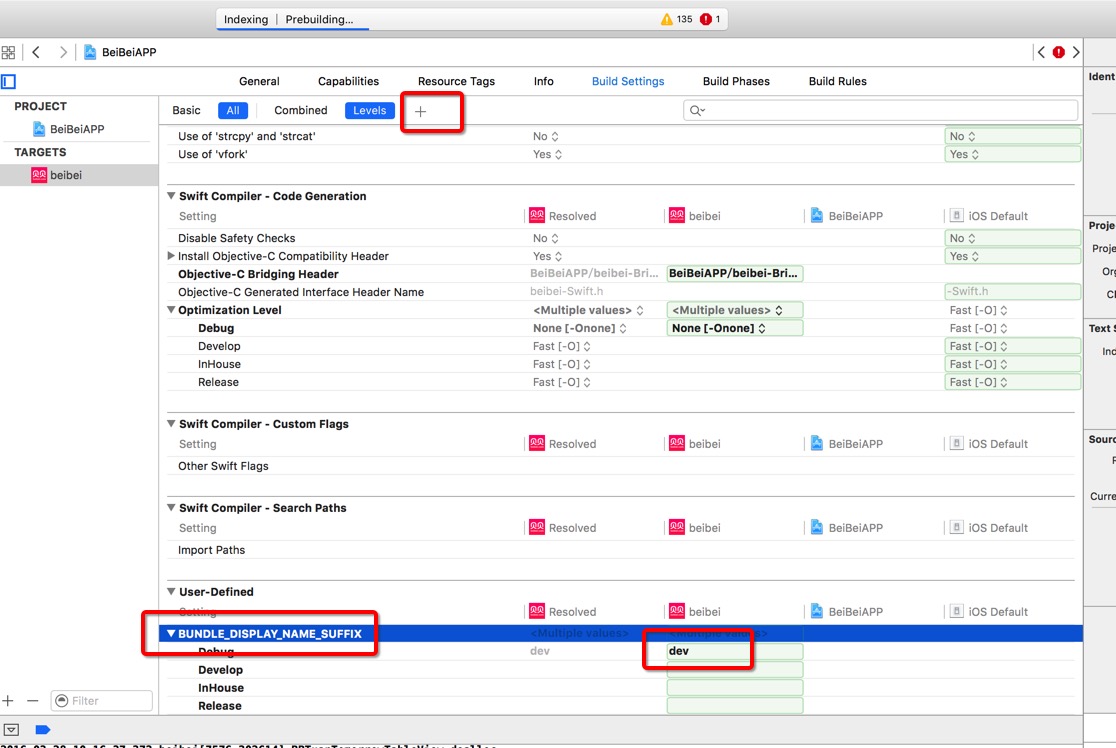 Indexing | Prebuilding... 135 1
BeiBeiAPP
General Capabilities Resource Tags Info Build Settings Build Phases Build Rules
Ident
PROJECT
BeiBeiAPP
TARGETS
beibei
Basic All Combined Levels +
Use of 'strcpy' and 'strcat' No No
Use of 'vfork' Yes Yes
Swift Compiler - Code Generation
Setting Resolved beibei BeiBeiAPP iOS Default
Disable Safety Checks No No
Install Objective-C Compatibility Header Yes Yes
Objective-C Bridging Header BeiBeiAPP/beibei-Bri... BeiBeiAPP/beibei-Bri...
Objective-C Generated Interface Header Name beibei-Swift.h -Swift.h
Optimization Level <Multiple values> <Multiple values> Fast [-O]
Debug None [-Onone] None [-Onone] Fast [-O]
Develop Fast [-O] Fast [-O]
InHouse Fast [-O] Fast [-O]
Release Fast [-O] Fast [-O]
Swift Compiler - Custom Flags
Setting Resolved beibei BeiBeiAPP iOS Default
Other Swift Flags
Swift Compiler - Search Paths
Setting Resolved beibei BeiBeiAPP iOS Default
Import Paths
User-Defined
Setting Resolved beibei BeiBeiAPP iOS Default
BUNDLE_DISPLAY_NAME_SUFFIX <Multiple values> <Multiple values>
Debug dev dev
Develop
InHouse
Release
+ − Filter
Proje
Proje
Org
Cl
Text S
Ind
Sourc
Curre